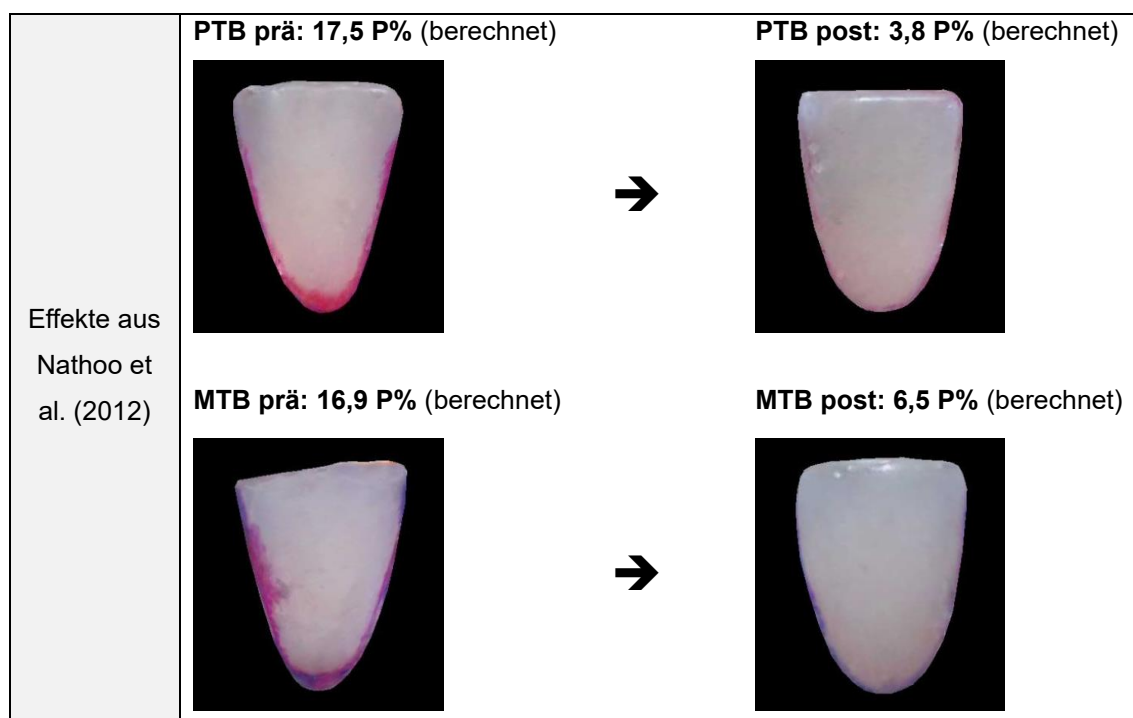 PTB prä: 17,5 P% (berechnet)
PTB post: 3,8 P% (berechnet)
➔
Effekte aus
Nathoo et
al. (2012)
MTB prä: 16,9 P% (berechnet)
MTB post: 6,5 P% (berechnet)
➔